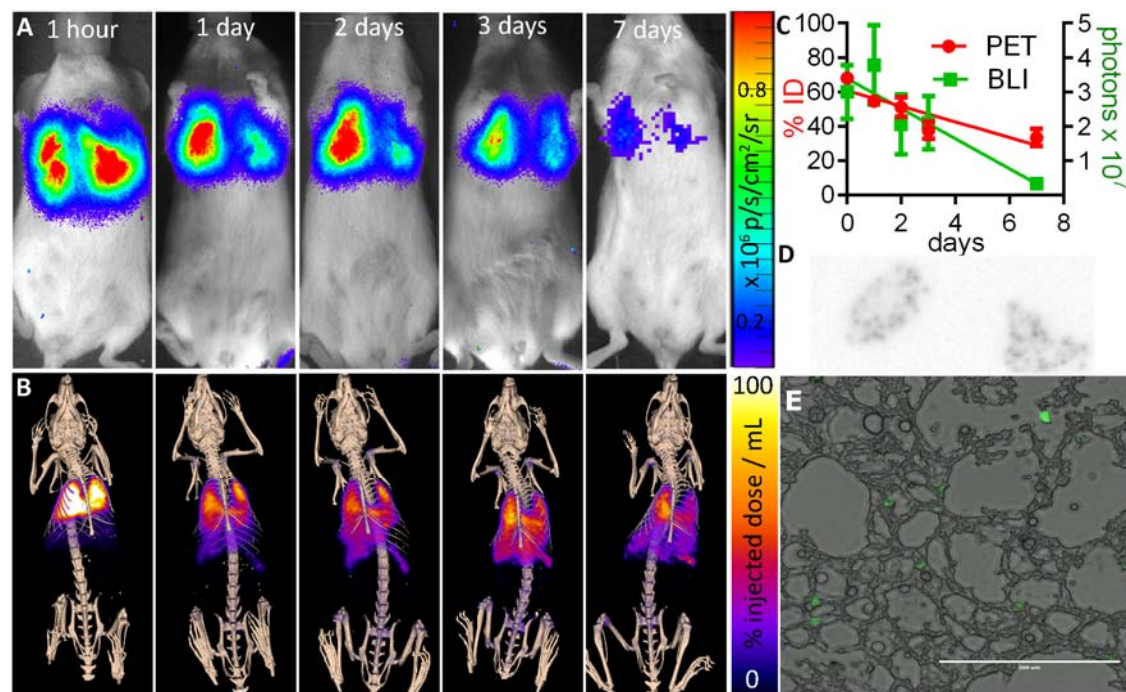 A
1 hour
1 day
2 days
3 days
7 days
0.8
x 10⁶ p/s/cm²/sr
0.2
C
100
80
60
40
20
0
% ID
PET
BLI
5
4
3
2
1
photons x 10⁷
0 2 4 6 8
days
D
B
100
% injected dose / mL
0
E